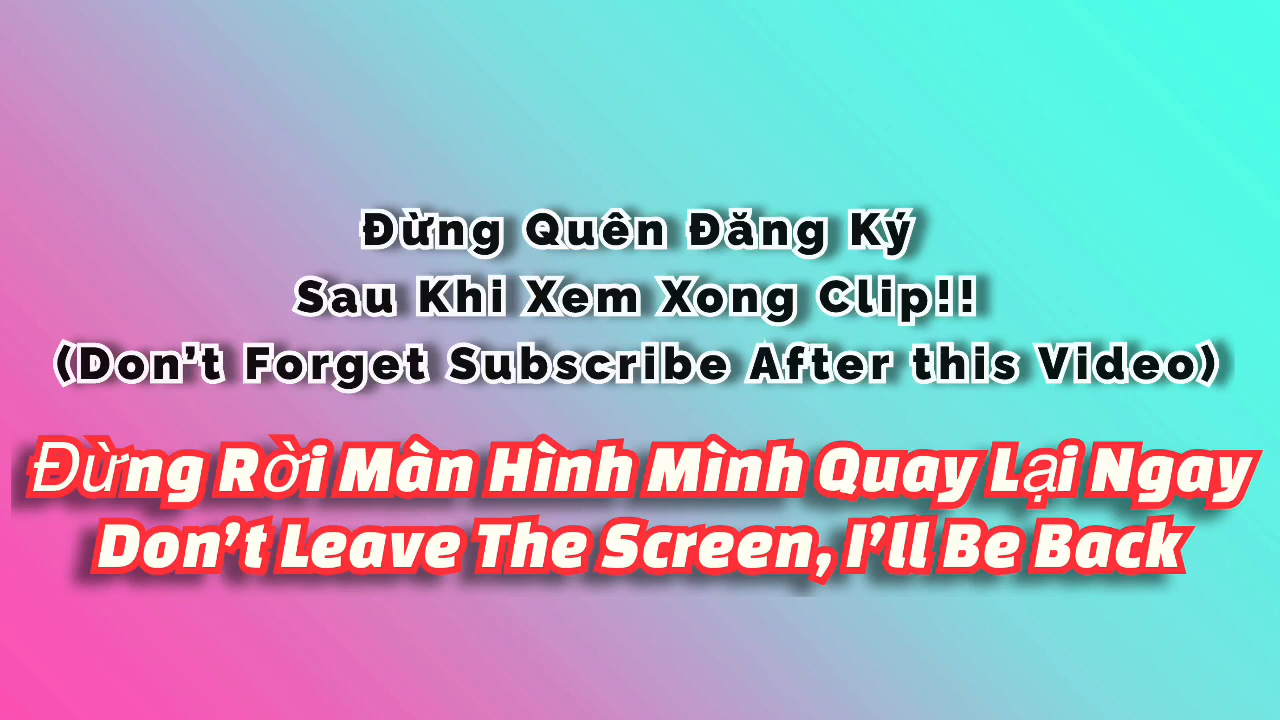 Đừng Quên Đăng Ký
Sau Khi Xem Xong Clip!!
(Don't Forget Subscribe After this Video)
Đừng Rời Màn Hình Mình Quay Lại Ngay
Don't Leave The Screen, I'll Be Back